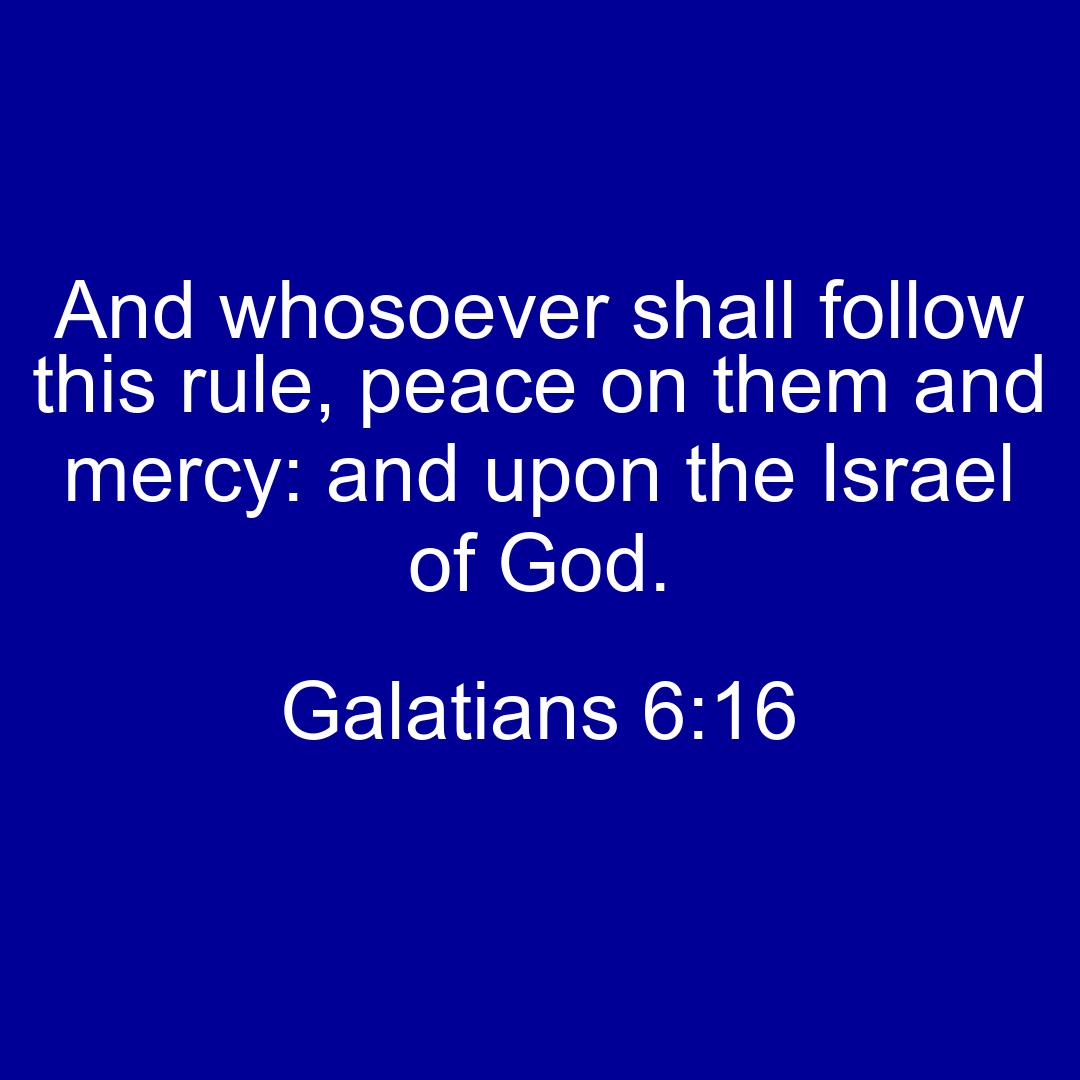 And whosoever shall follow
this rule, peace on them and
mercy: and upon the Israel
of God.
Galatians 6:16